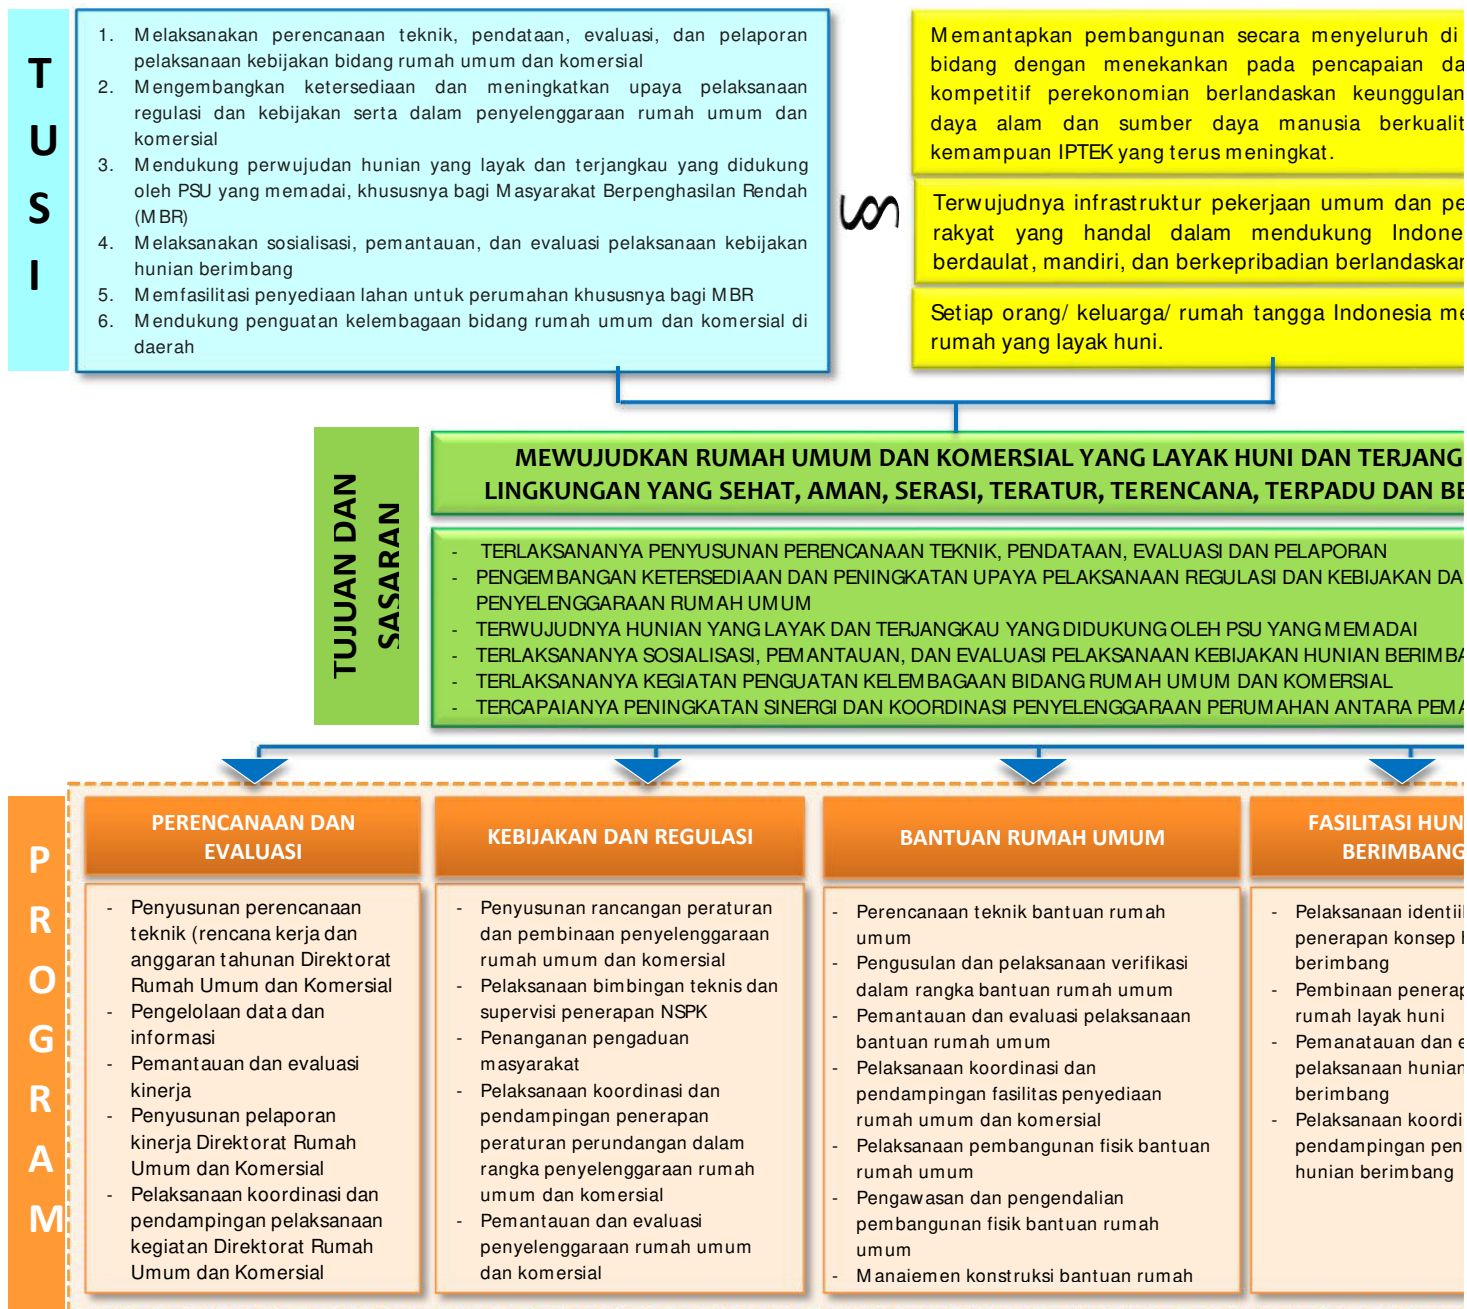 T
U
S
I
1. Melaksanakan perencanaan teknik, pendataan, evaluasi, dan pelaporan
pelaksanaan kebijakan bidang rumah umum dan komersial
2. Mengembangkan ketersediaan dan meningkatkan upaya pelaksanaan
regulasi dan kebijakan serta dalam penyelenggaraan rumah umum dan
komersial
3. Mendukung perwujudan hunian yang layak dan terjangkau yang didukung
oleh PSU yang memadai, khususnya bagi Masyarakat Berpenghasilan Rendah
(MBR)
4. Melaksanakan sosialisasi, pemantauan, dan evaluasi pelaksanaan kebijakan
hunian berimbang
5. Memfasilitasi penyediaan lahan untuk perumahan khususnya bagi MBR
6. Mendukung penguatan kelembagaan bidang rumah umum dan komersial di
daerah
Memantapkan pembangunan secara menyeluruh di
bidang dengan menekankan pada pencapaian da
kompetitif perekonomian berlandaskan keunggulan
daya alam dan sumber daya manusia berkualit
kemampuan IPTEK yang terus meningkat.
Terwujudnya infrastruktur pekerjaan umum dan pe
rakyat yang handal dalam mendukung Indone
berdaulat, mandiri, dan berkepribadian berlandaskan
Setiap orang/ keluarga/ rumah tangga Indonesia me
rumah yang layak huni.
TUJUAN DAN
SASARAN
MEWUJUDKAN RUMAH UMUM DAN KOMERSIAL YANG LAYAK HUNI DAN TERJANG
LINGKUNGAN YANG SEHAT, AMAN, SERASI, TERATUR, TERENCANA, TERPADU DAN BE
- TERLAKSANANYA PENYUSUNAN PERENCANAAN TEKNIK, PENDATAAN, EVALUASI DAN PELAPORAN
- PENGEMBANGAN KETERSEDIAAN DAN PENINGKATAN UPAYA PELAKSANAAN REGULASI DAN KEBIJAKAN DA
PENYELENGGARAAN RUMAH UMUM
- TERWUJUDNYA HUNIAN YANG LAYAK DAN TERJANGKAU YANG DIDUKUNG OLEH PSU YANG MEMADAI
- TERLAKSANANYA SOSIALISASI, PEMANTAUAN, DAN EVALUASI PELAKSANAAN KEBIJAKAN HUNIAN BERIMBA
- TERLAKSANANYA KEGIATAN PENGUATAN KELEMBAGAAN BIDANG RUMAH UMUM DAN KOMERSIAL
- TERCAPAIANYA PENINGKATAN SINERGI DAN KOORDINASI PENYELENGGARAAN PERUMAHAN ANTARA PEMA
P
R
O
G
R
A
M
PERENCANAAN DAN
EVALUASI
- Penyusunan perencanaan
teknik (rencana kerja dan
anggaran tahunan Direktorat
Rumah Umum dan Komersial
- Pengelolaan data dan
informasi
- Pemantauan dan evaluasi
kinerja
- Penyusunan pelaporan
kinerja Direktorat Rumah
Umum dan Komersial
- Pelaksanaan koordinasi dan
pendampingan pelaksanaan
kegiatan Direktorat Rumah
Umum dan Komersial
KEBIJAKAN DAN REGULASI
- Penyusunan rancangan peraturan
dan pembinaan penyelenggaraan
rumah umum dan komersial
- Pelaksanaan bimbingan teknis dan
supervisi penerapan NSPK
- Penanganan pengaduan
masyarakat
- Pelaksanaan koordinasi dan
pendampingan penerapan
peraturan perundangan dalam
rangka penyelenggaraan rumah
umum dan komersial
- Pemantauan dan evaluasi
penyelenggaraan rumah umum
dan komersial
BANTUAN RUMAH UMUM
- Perencanaan teknik bantuan rumah
umum
- Pengusulan dan pelaksanaan verifikasi
dalam rangka bantuan rumah umum
- Pemantauan dan evaluasi pelaksanaan
bantuan rumah umum
- Pelaksanaan koordinasi dan
pendampingan fasilitas penyediaan
rumah umum dan komersial
- Pelaksanaan pembangunan fisik bantuan
rumah umum
- Pengawasan dan pengendalian
pembangunan fisik bantuan rumah
umum
- Manajemen konstruksi bantuan rumah
FASILITASI HUN
BERIMBANG
- Pelaksanaan identii
penerapan konsep h
berimbang
- Pembinaan penerap
rumah layak huni
- Pemanatauan dan e
pelaksanaan hunian
berimbang
- Pelaksanaan koordi
pendampingan pen
hunian berimbang